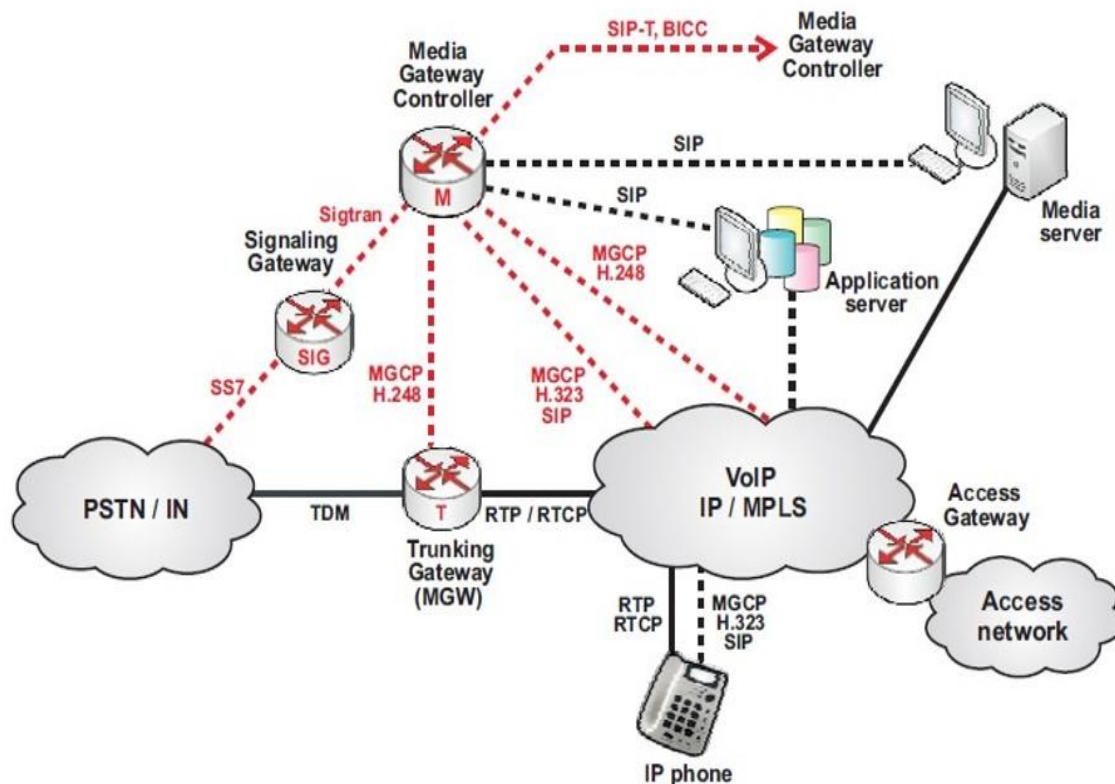 SIP-T, BICC
Media
Gateway
Controller
Media
Gateway
Controller
SIP
M
SIP
Sigtran
Media
server
Signaling
Gateway
MGCP
H.248
Application
server
SIG
SS7
MGCP
H.248
MGCP
H.323
SIP
VoIP
IP / MPLS
PSTN / IN
TDM
T
RTP / RTCP
Access
Gateway
Trunking
Gateway
(MGW)
RTP
RTCP
MGCP
H.323
SIP
Access
network
IP phone